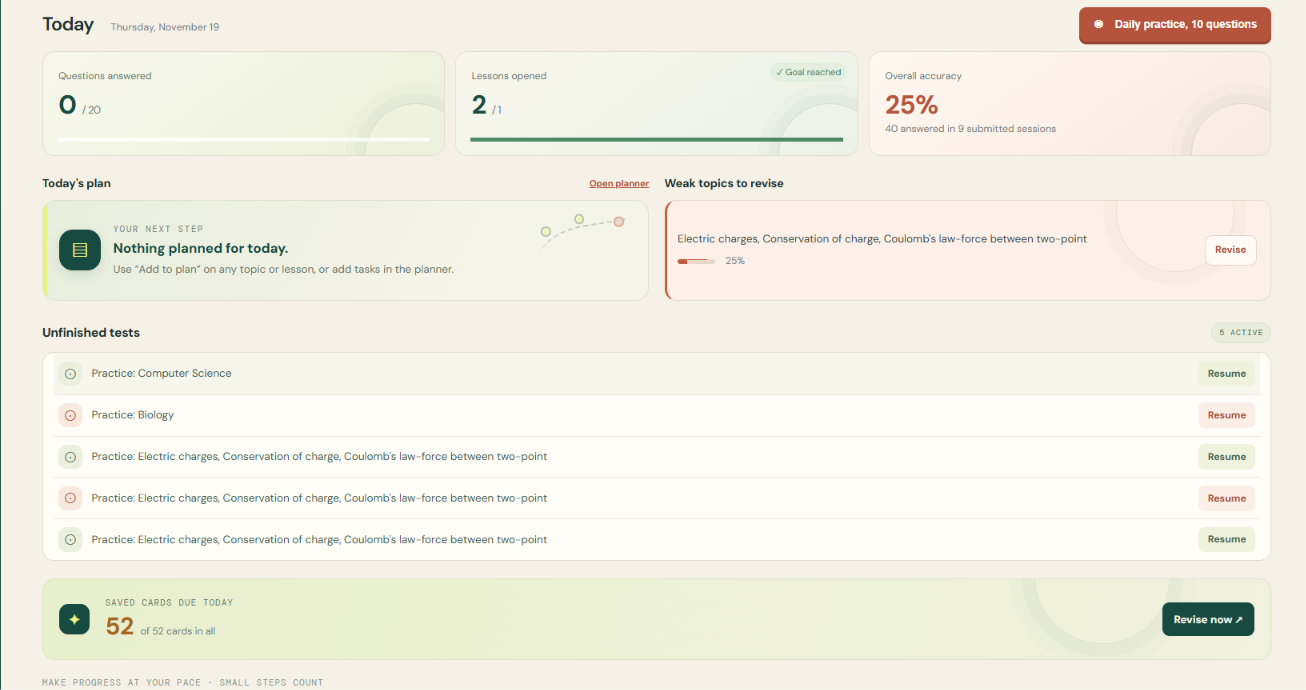 Today Thursday, November 19
Daily practice, 10 questions
Questions answered
0 / 20
Lessons opened
✓ Goal reached
2 / 1
Overall accuracy
25%
40 answered in 9 submitted sessions
Today's plan
Open planner
YOUR NEXT STEP
Nothing planned for today.
Use “Add to plan” on any topic or lesson, or add tasks in the planner.
Weak topics to revise
Electric charges, Conservation of charge, Coulomb's law-force between two-point
25%
Revise
Unfinished tests
5 ACTIVE
Practice: Computer Science Resume
Practice: Biology Resume
Practice: Electric charges, Conservation of charge, Coulomb's law-force between two-point Resume
Practice: Electric charges, Conservation of charge, Coulomb's law-force between two-point Resume
Practice: Electric charges, Conservation of charge, Coulomb's law-force between two-point Resume
SAVED CARDS DUE TODAY
52 of 52 cards in all
Revise now ↗
MAKE PROGRESS AT YOUR PACE · SMALL STEPS COUNT